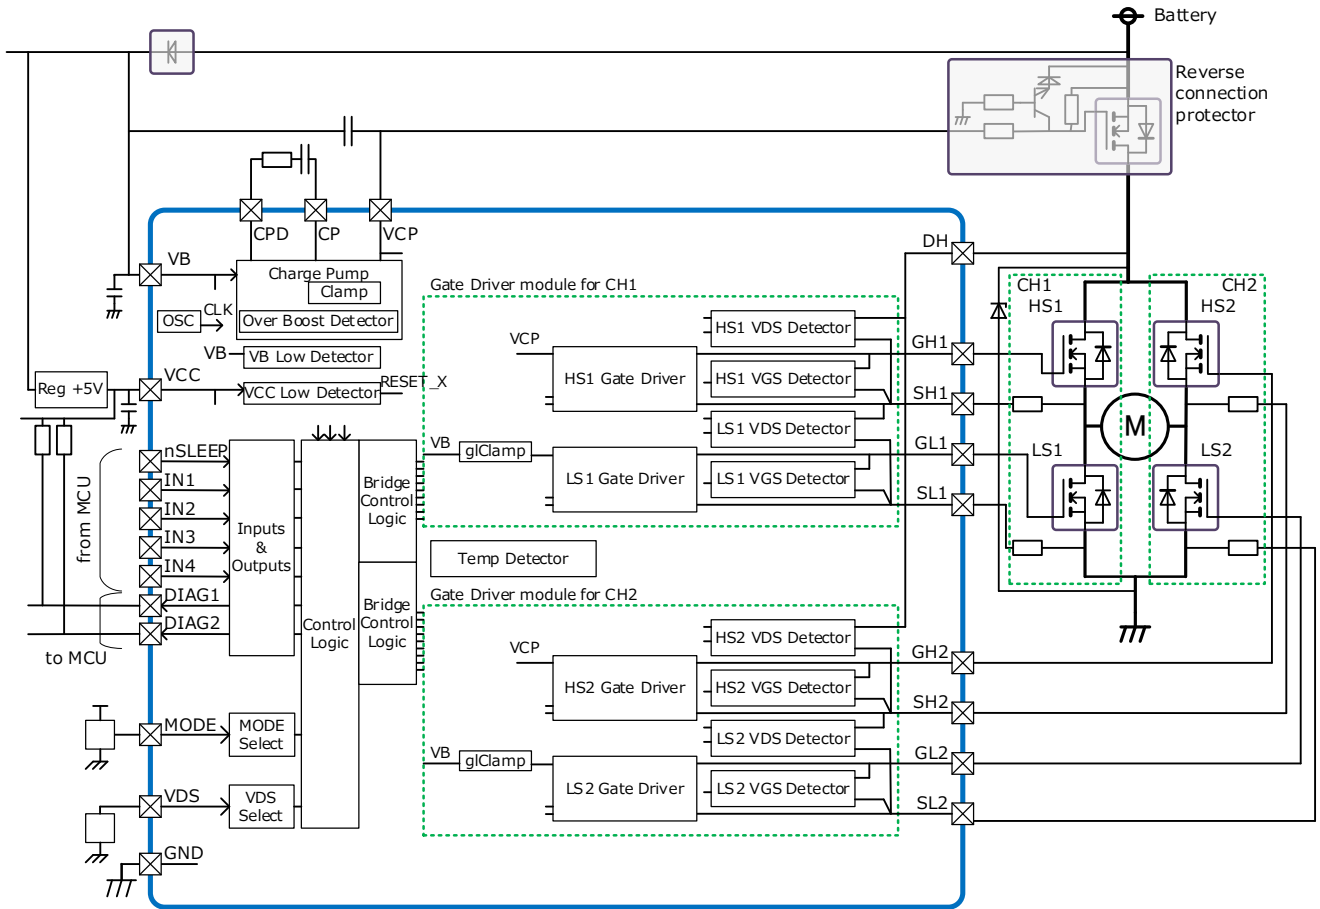 Battery
Reverse
connection
protector
CPD
CP
VCP
DH
VB
Charge Pump
Clamp
OSC
CLK
Over Boost Detector
VB
VB Low Detector
Reg +5V
VCC
VCC Low Detector
RESET_X
Gate Driver module for CH1
VCP
HS1 Gate Driver
HS1 VDS Detector
HS1 VGS Detector
GH1
SH1
VB
glClamp
LS1 Gate Driver
LS1 VDS Detector
LS1 VGS Detector
GL1
SL1
CH1
HS1
CH2
HS2
M
LS1
LS2
from MCU
nSLEEP
IN1
IN2
IN3
IN4
DIAG1
DIAG2
to MCU
Inputs
&
Outputs
Control
Logic
Bridge
Control
Logic
Bridge
Control
Logic
Temp Detector
Gate Driver module for CH2
VCP
HS2 Gate Driver
HS2 VDS Detector
HS2 VGS Detector
GH2
SH2
VB
glClamp
LS2 Gate Driver
LS2 VDS Detector
LS2 VGS Detector
GL2
SL2
MODE
MODE
Select
VDS
VDS
Select
GND